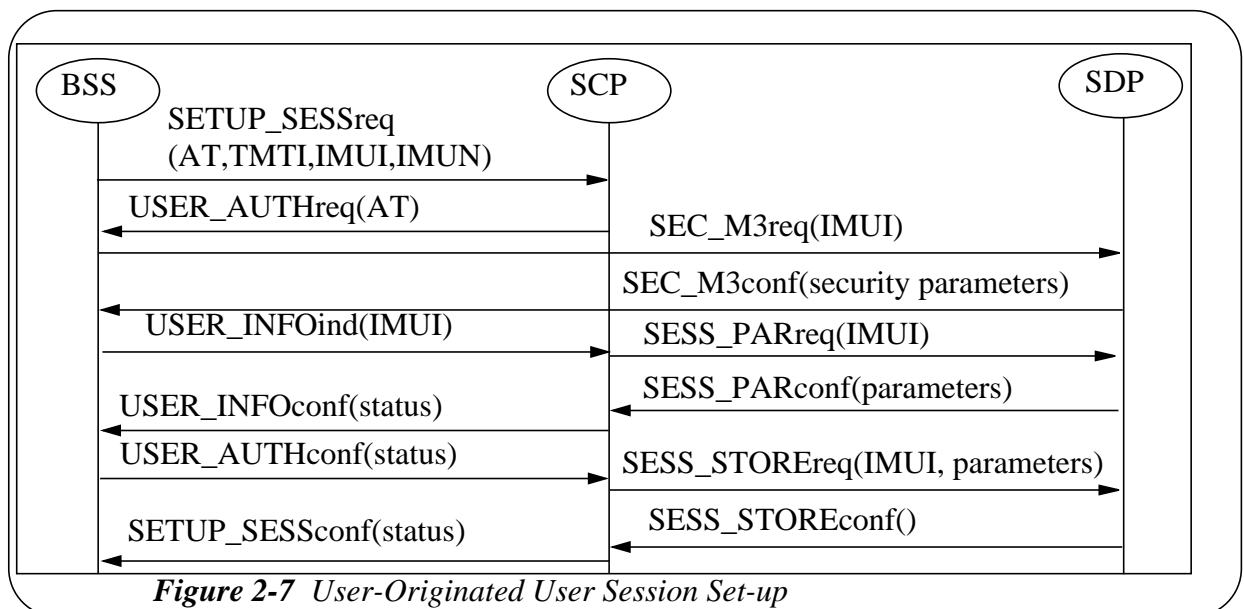 BSS
SCP
SDP
SETUP_SESSreq
(AT,TMTI,IMUI,IMUN)
USER_AUTHreq(AT)
SEC_M3req(IMUI)
SEC_M3conf(security parameters)
USER_INFOind(IMUI)
SESS_PARreq(IMUI)
SESS_PARconf(parameters)
USER_INFOconf(status)
USER_AUTHconf(status)
SESS_STOREreq(IMUI, parameters)
SESS_STOREconf()
SETUP_SESSconf(status)
Figure 2-7 User-Originated User Session Set-up